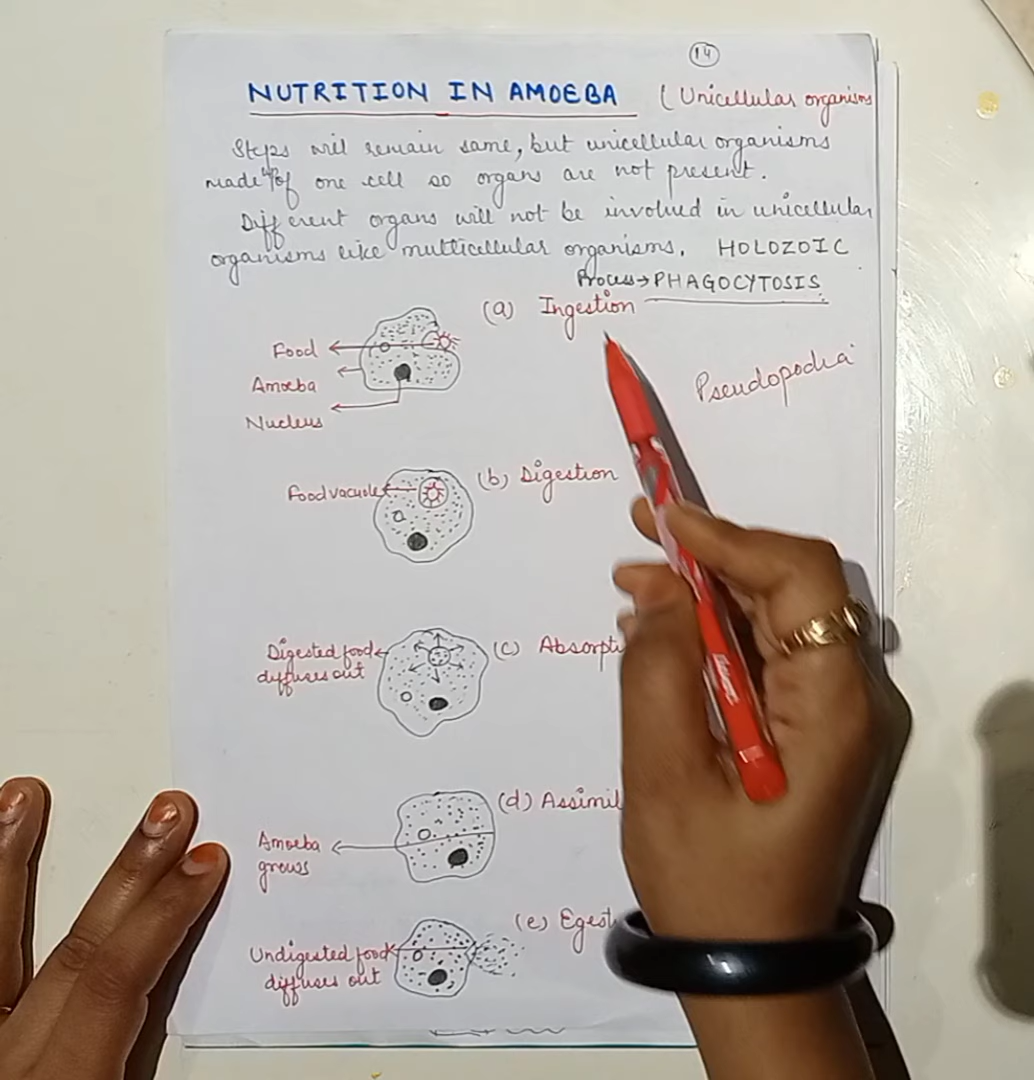 14
NUTRITION IN AMOEBA (Unicellular organisms
Steps will remain same, but unicellular organisms
made up of one cell so organs are not present.
Different organs will not be involued in unicellular
organisms like multicellular organisms. HOLOZOIC
Process→PHAGOCYTOSIS
(a) Ingestion
Food
Amoeba
Nucleus
Pseudopodia
(b) Digestion
Food vacuole
(c) Absorpti
Digested food
diffuses out
(d) Assimil
Amoeba
grows
(e) Egest
Undigested food
diffuses out